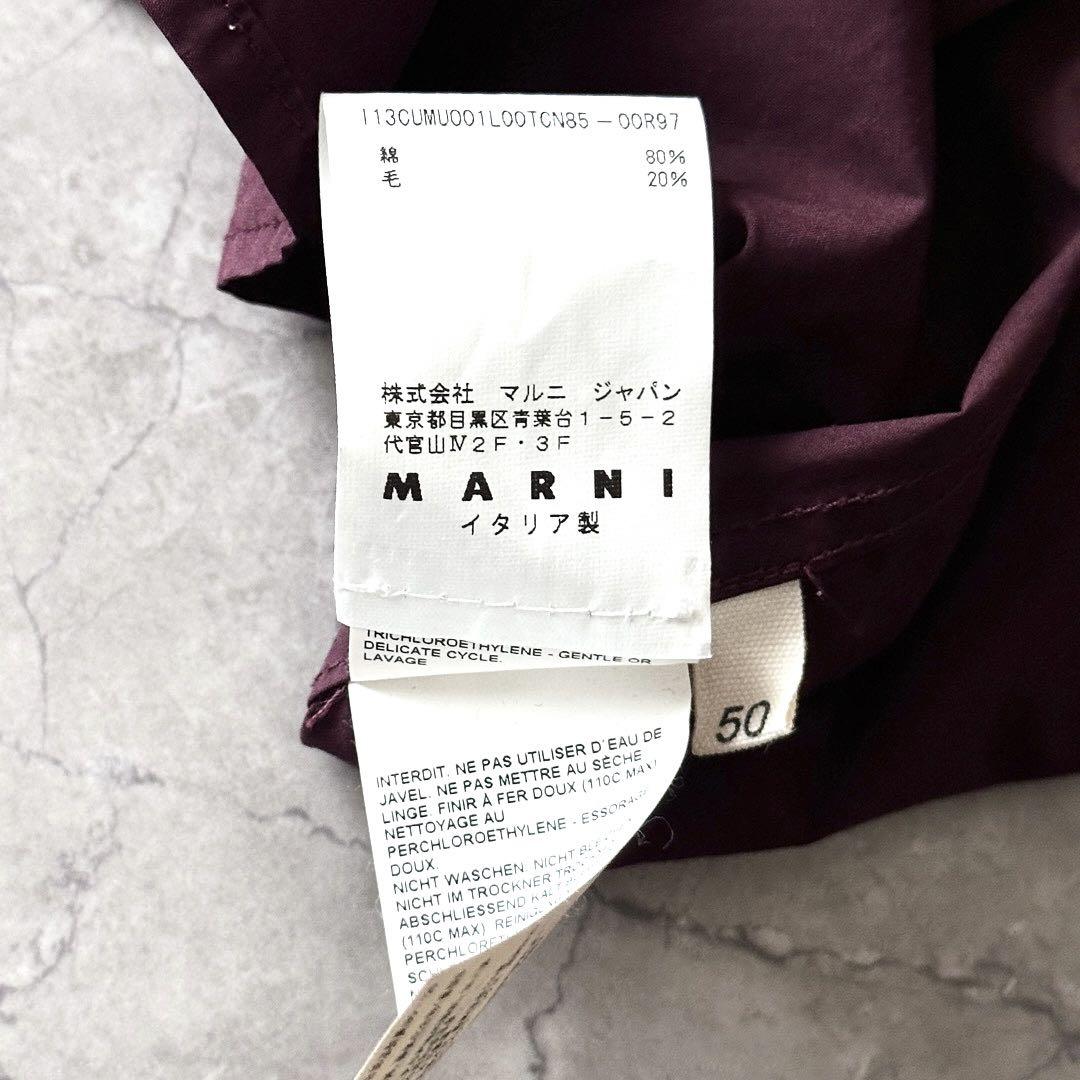 I13CUMU001L00TCN85-00R97
綿 80%
毛 20%
株式会社 マルニ ジャパン
東京都目黒区青葉台1-5-2
代官山Ⅳ2F・3F
MARNI
イタリア製
TRICHLOROETHYLENE - GENTLE OR
DELICATE CYCLE.
LAVAGE
50
INTERDIT. NE PAS UTILISER D'EAU DE
JAVEL. NE PAS METTRE AU SÈCHE
LINGE. FINIR À FER DOUX (110C MAX)
NETTOYAGE AU
PERCHLOROETHYLENE - ESSORAGE
DOUX.
NICHT WASCHEN. NICHT
NICHT IM TROCKNER
ABSCHLIESSEND KALT
(110C MAX)